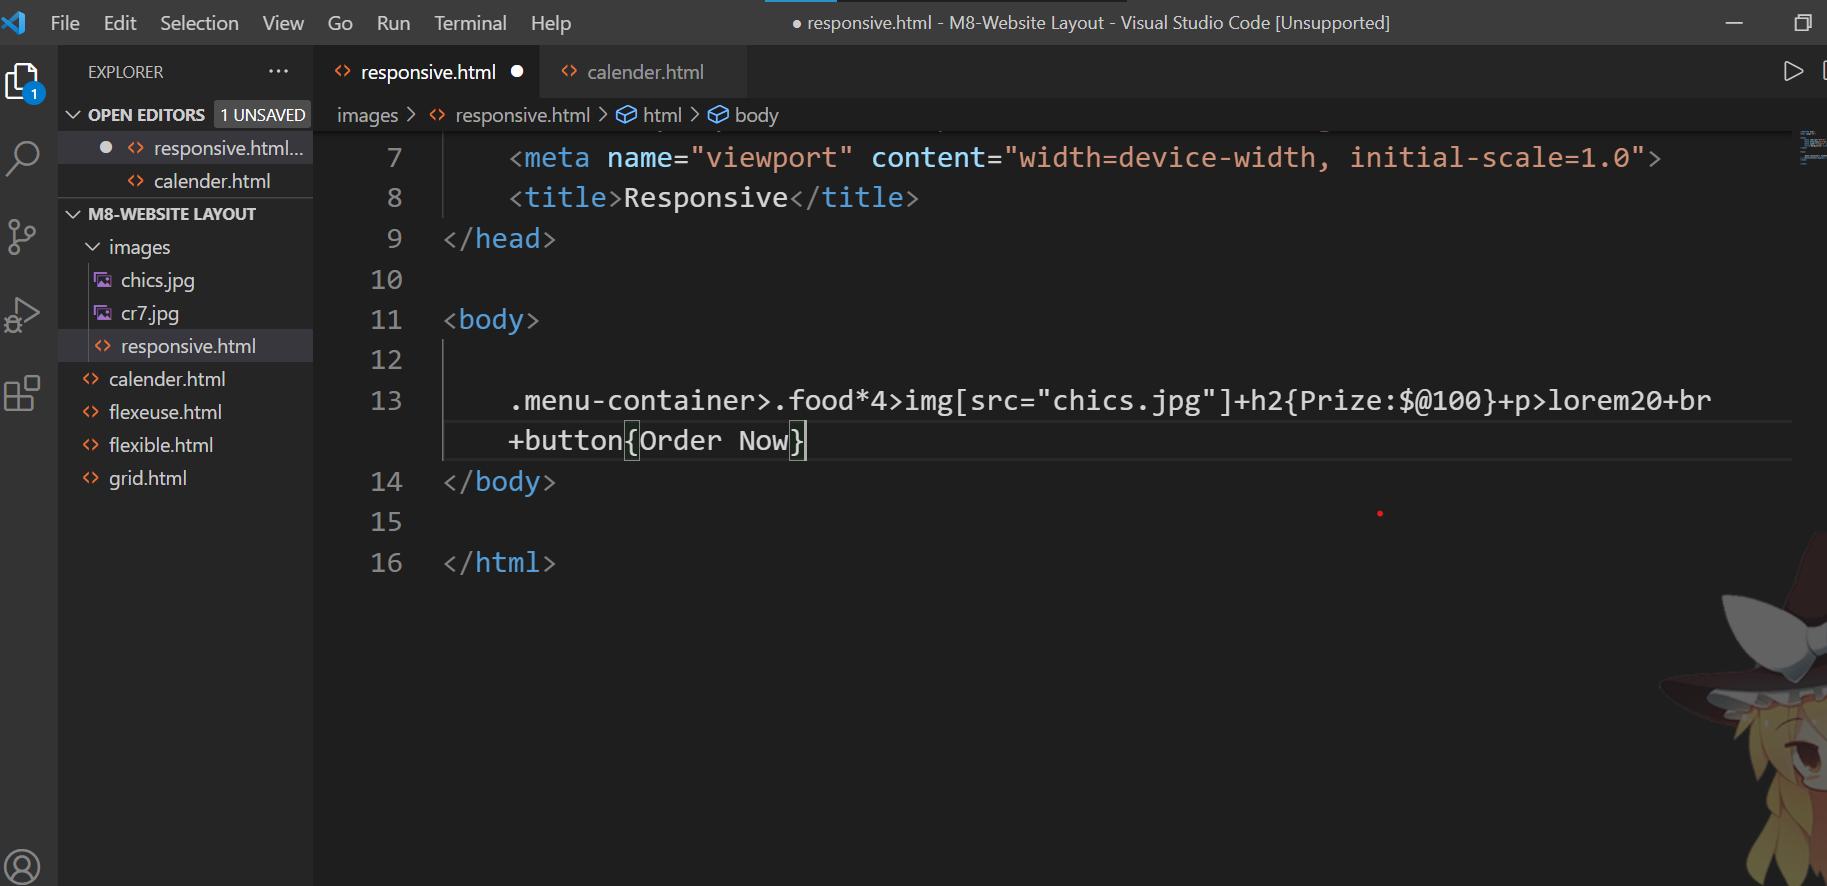 File Edit Selection View Go Run Terminal Help
● responsive.html - M8-Website Layout - Visual Studio Code [Unsupported]
EXPLORER
responsive.html
calender.html
1
OPEN EDITORS 1 UNSAVED
images > responsive.html > html > body
responsive.html...
calender.html
M8-WEBSITE LAYOUT
images
chics.jpg
cr7.jpg
responsive.html
calender.html
flexeuse.html
flexible.html
grid.html
7 <meta name="viewport" content="width=device-width, initial-scale=1.0">
8 <title>Responsive</title>
9 </head>
10
11 <body>
12
13 .menu-container>.food*4>img[src="chics.jpg"]+h2{Prize:$@100}+p>lorem20+br
+button{Order Now}
14 </body>
15
16 </html>